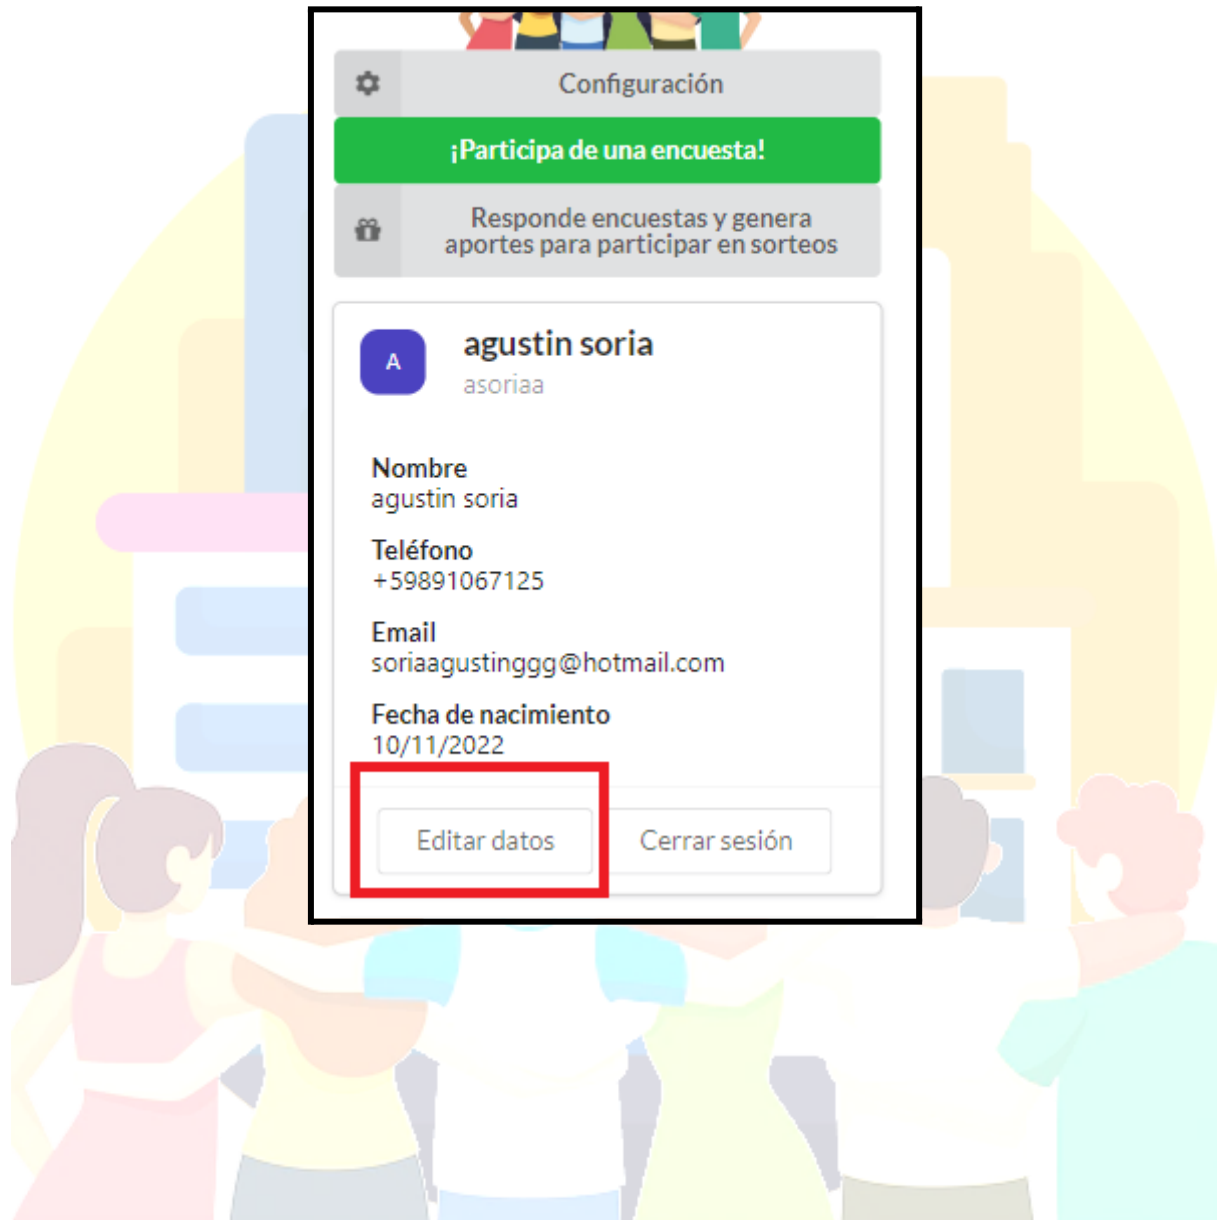 Configuración
¡Participa de una encuesta!
Responde encuestas y genera
aportes para participar en sorteos
A
agustin soria
asoriaa
Nombre
agustin soria
Teléfono
+59891067125
Email
soriaagustinggg@hotmail.com
Fecha de nacimiento
10/11/2022
Editar datos
Cerrar sesión